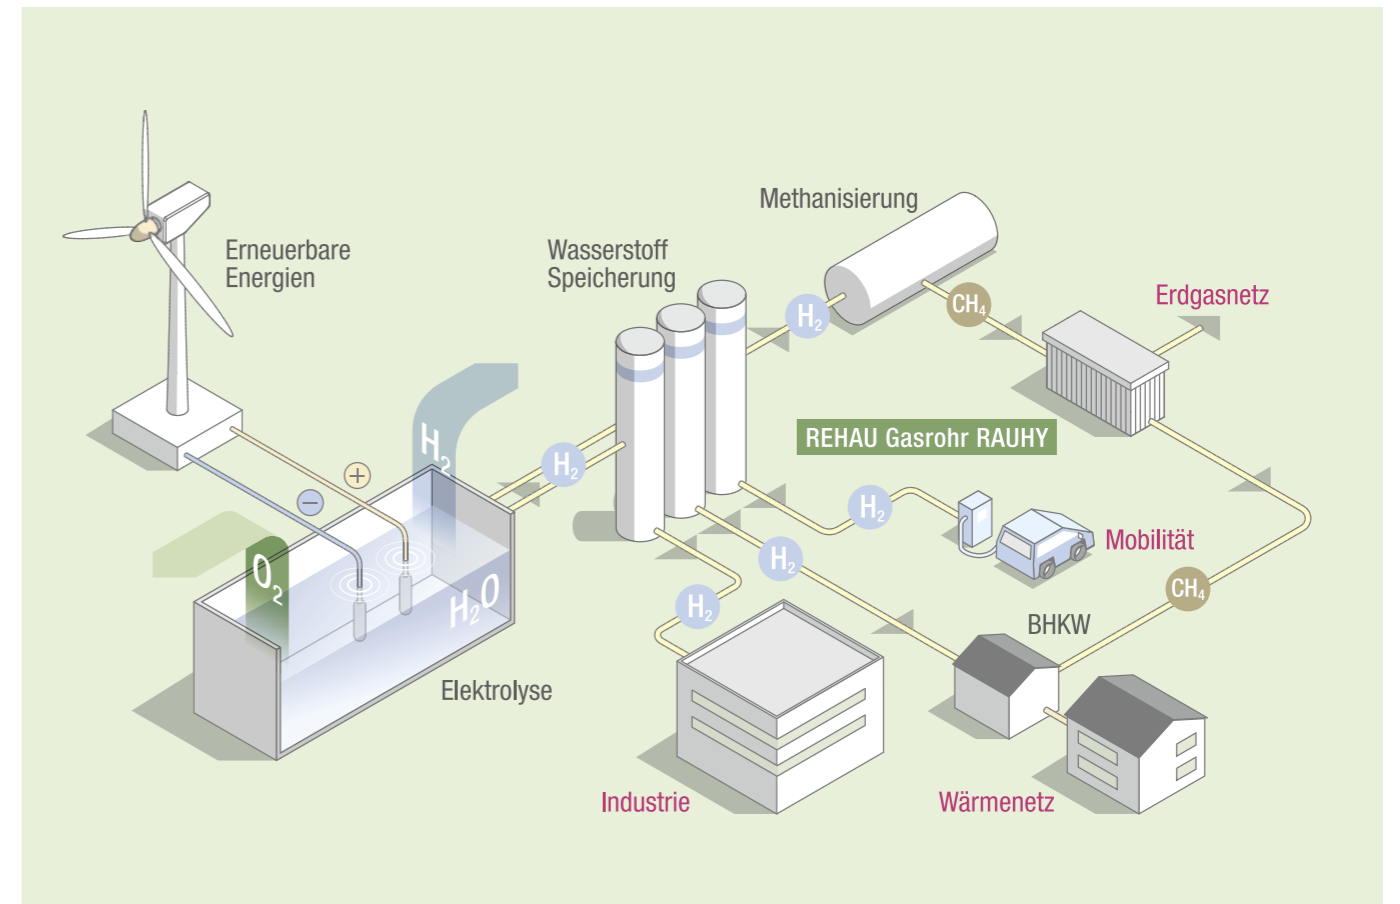 Methanisierung
Erneuerbare
Energien
Wasserstoff
Speicherung
Erdgasnetz
H₂
CH₄
REHAU Gasrohr RAUHY
H₂
H₂
+
−
H₂
Mobilität
O₂
H₂O
H₂
CH₄
H₂
BHKW
Elektrolyse
Industrie
Wärmenetz